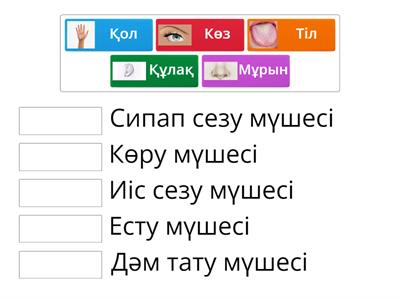 Қол Көз Тіл
Құлақ Мұрын
Сипап сезу мүшесі
Көру мүшесі
Иіс сезу мүшесі
Есту мүшесі
Дәм тату мүшесі